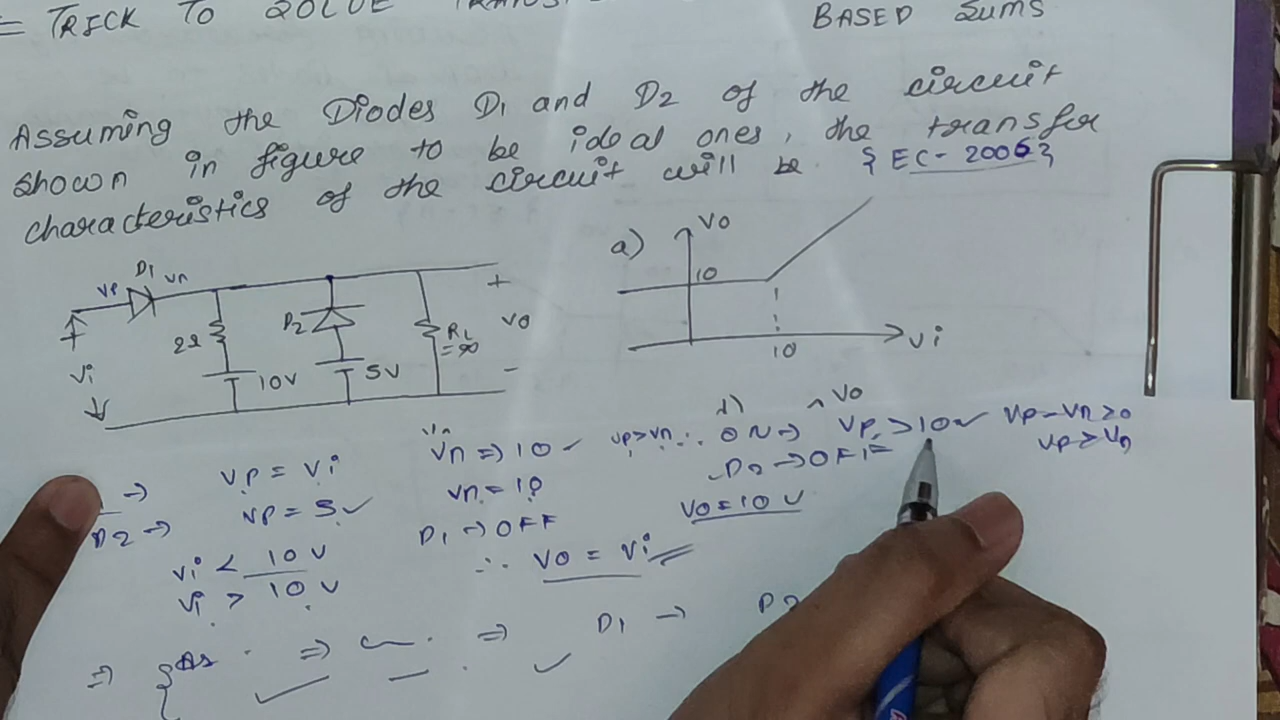 = TRICK TO SOLVE
BASED SUMS
Assuming the Diodes D1 and D2 of the circuit
shown in figure to be ideal ones, the transfer
characteristics of the circuit will be. { EC - 2006 }
a) Vo
10
10
Vi
VP D1 Vn
+
Vi
2Ω
10V
D2
5V
RL
= ∞
+
Vo
-
→ VP = Vi Vn ⇒ 10 VP > Vn ∴ ON → VP > 10 VP - Vn > 0
VP > Vn
D2 → VP = 5 Vn = 10 D2 → OFF
Vi < 10 V D1 → OFF Vo = 10 V
Vi > 10 V ∴ Vo = Vi
⇒ { As ⇒ ⇒ D1 → D2